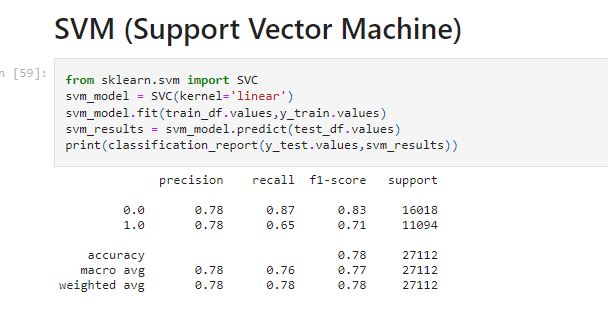 SVM (Support Vector Machine)
n [59]:
from sklearn.svm import SVC
svm_model = SVC(kernel='linear')
svm_model.fit(train_df.values,y_train.values)
svm_results = svm_model.predict(test_df.values)
print(classification_report(y_test.values,svm_results))
precision recall f1-score support
0.0 0.78 0.87 0.83 16018
1.0 0.78 0.65 0.71 11094
accuracy 0.78 27112
macro avg 0.78 0.76 0.77 27112
weighted avg 0.78 0.78 0.78 27112